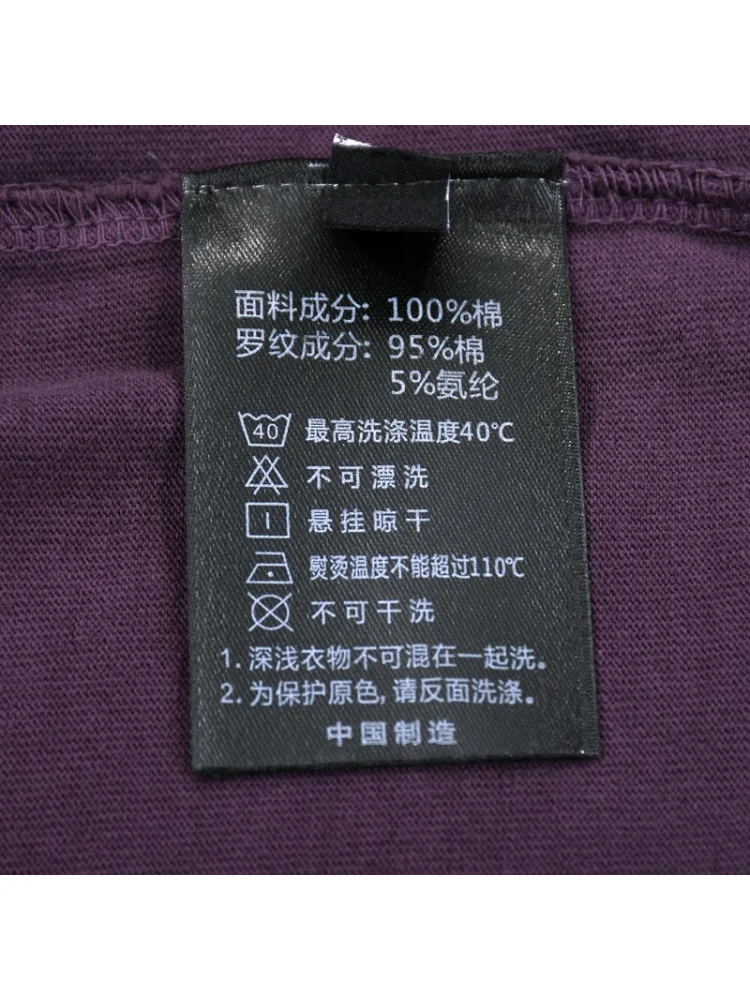 面料成分: 100%棉
罗纹成分: 95%棉
5%氨纶
40 最高洗涤温度40℃
不可漂洗
悬挂晾干
熨烫温度不能超过110℃
不可干洗
1. 深浅衣物不可混在一起洗。
2. 为保护原色, 请反面洗涤。
中国制造